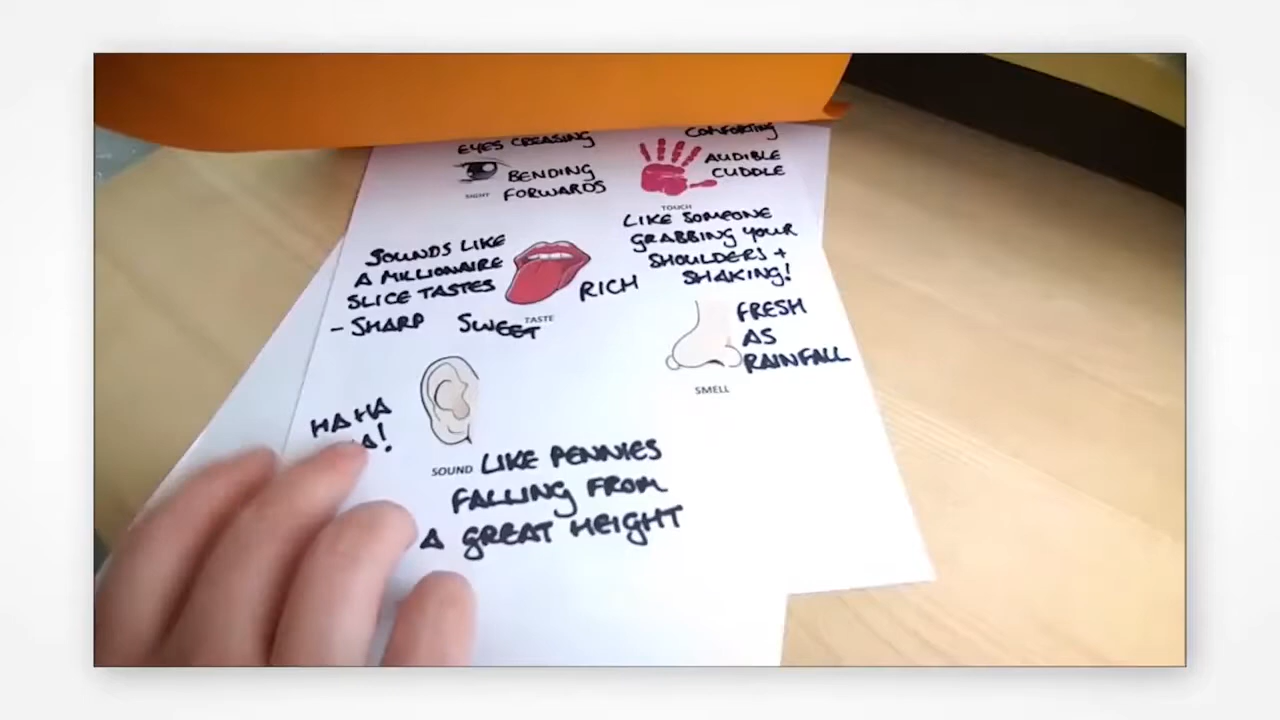 EYES CREASING
BENDING
FORWARDS
SIGHT
COMFORTING
AUDIBLE
CUDDLE
TOUCH
LIKE SOMEONE
GRABBING YOUR
SHOULDERS +
SHAKING!
SOUNDS LIKE
A MILLIONAIRE
SLICE TASTES
- SHARP SWEET
RICH
TASTE
FRESH
AS
RAINFALL
SMELL
HA HA
SOUND
LIKE PENNIES
FALLING FROM
A GREAT HEIGHT